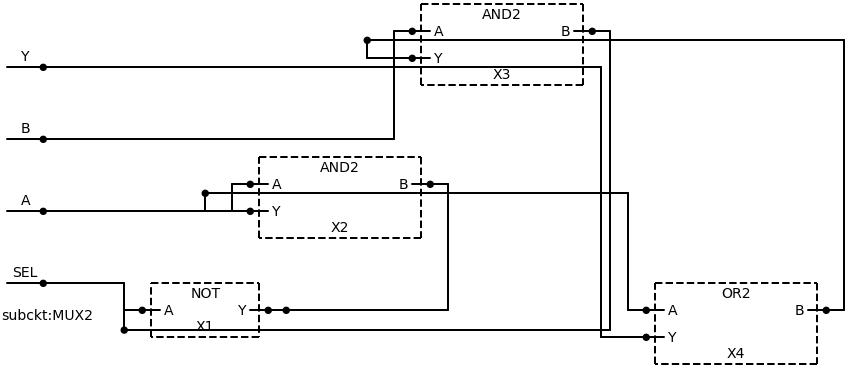 AND2
A B
Y
X3
Y
B
AND2
A B
Y
X2
A
SEL
NOT
A Y
X1
subckt:MUX2
OR2
A B
Y
X4